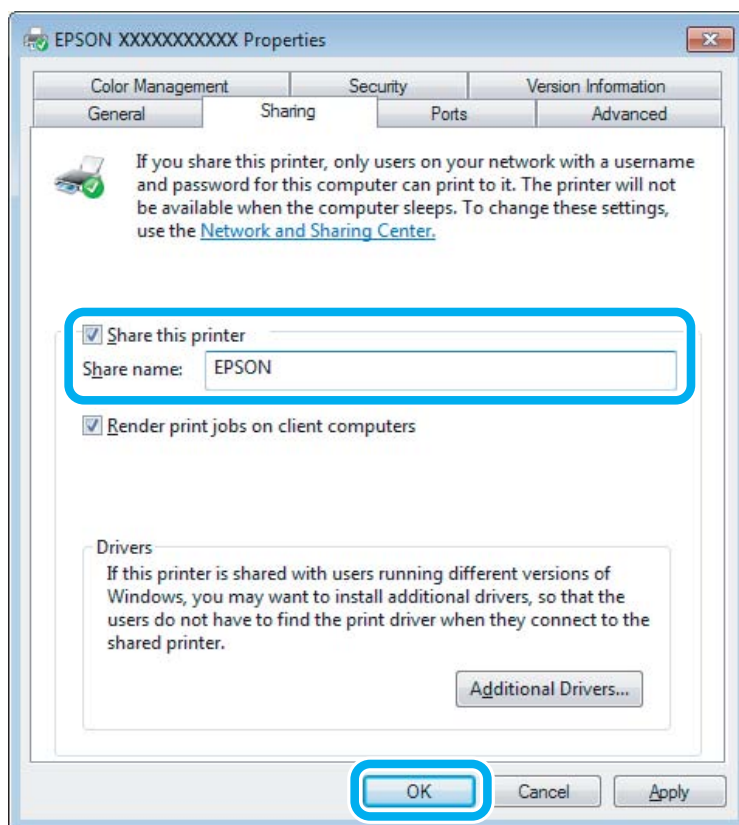 EPSON XXXXXXXXXXX Properties
Color Management Security Version Information
General Sharing Ports Advanced
If you share this printer, only users on your network with a username
and password for this computer can print to it. The printer will not
be available when the computer sleeps. To change these settings,
use the Network and Sharing Center.
Share this printer
Share name: EPSON
Render print jobs on client computers
Drivers
If this printer is shared with users running different versions of
Windows, you may want to install additional drivers, so that the
users do not have to find the print driver when they connect to the
shared printer.
Additional Drivers...
OK Cancel Apply